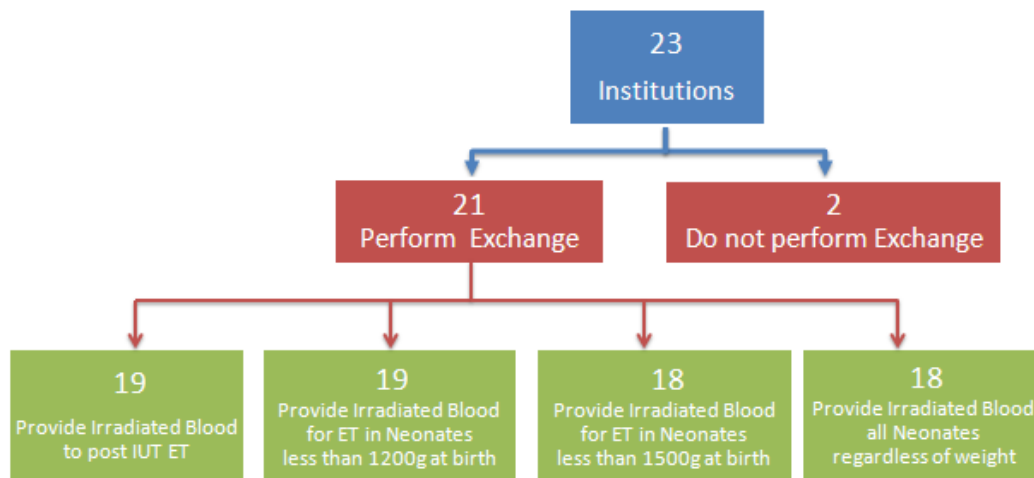 23
Institutions
21
Perform Exchange
2
Do not perform Exchange
19
Provide Irradiated Blood
to post IUT ET
19
Provide Irradiated Blood
for ET in Neonates
less than 1200g at birth
18
Provide Irradiated Blood
for ET in Neonates
less than 1500g at birth
18
Provide Irradiated Blood
all Neonates
regardless of weight